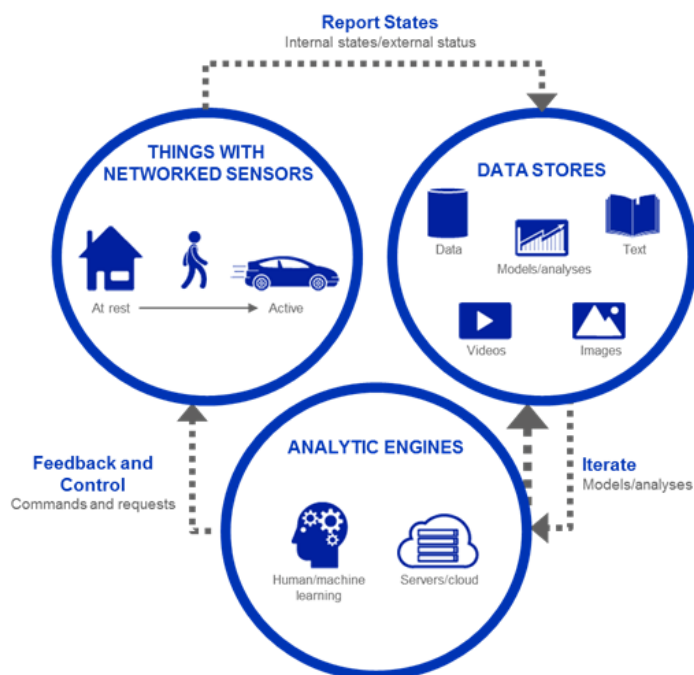 Report States
Internal states/external status
THINGS WITH
NETWORKED SENSORS
At rest
Active
DATA STORES
Data
Models/analyses
Text
Videos
Images
Feedback and
Control
Commands and requests
ANALYTIC ENGINES
Human/machine
learning
Servers/cloud
Iterate
Models/analyses